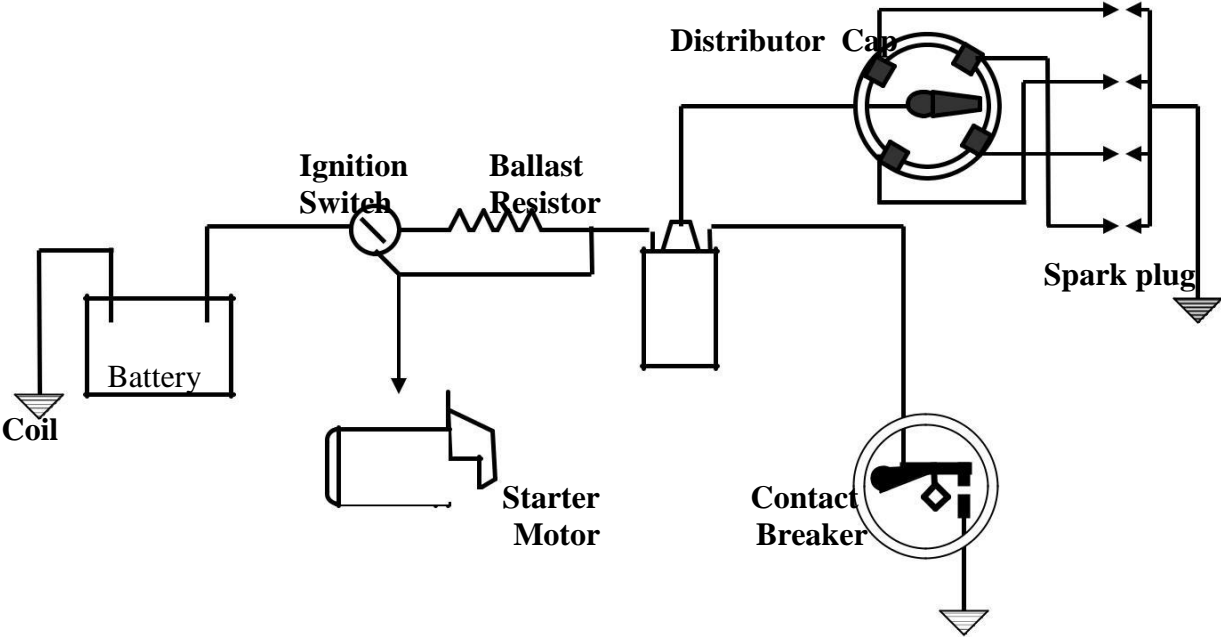 Distributor Cap
Ignition
Switch
Ballast
Resistor
Spark plug
Battery
Coil
Starter
Motor
Contact
Breaker